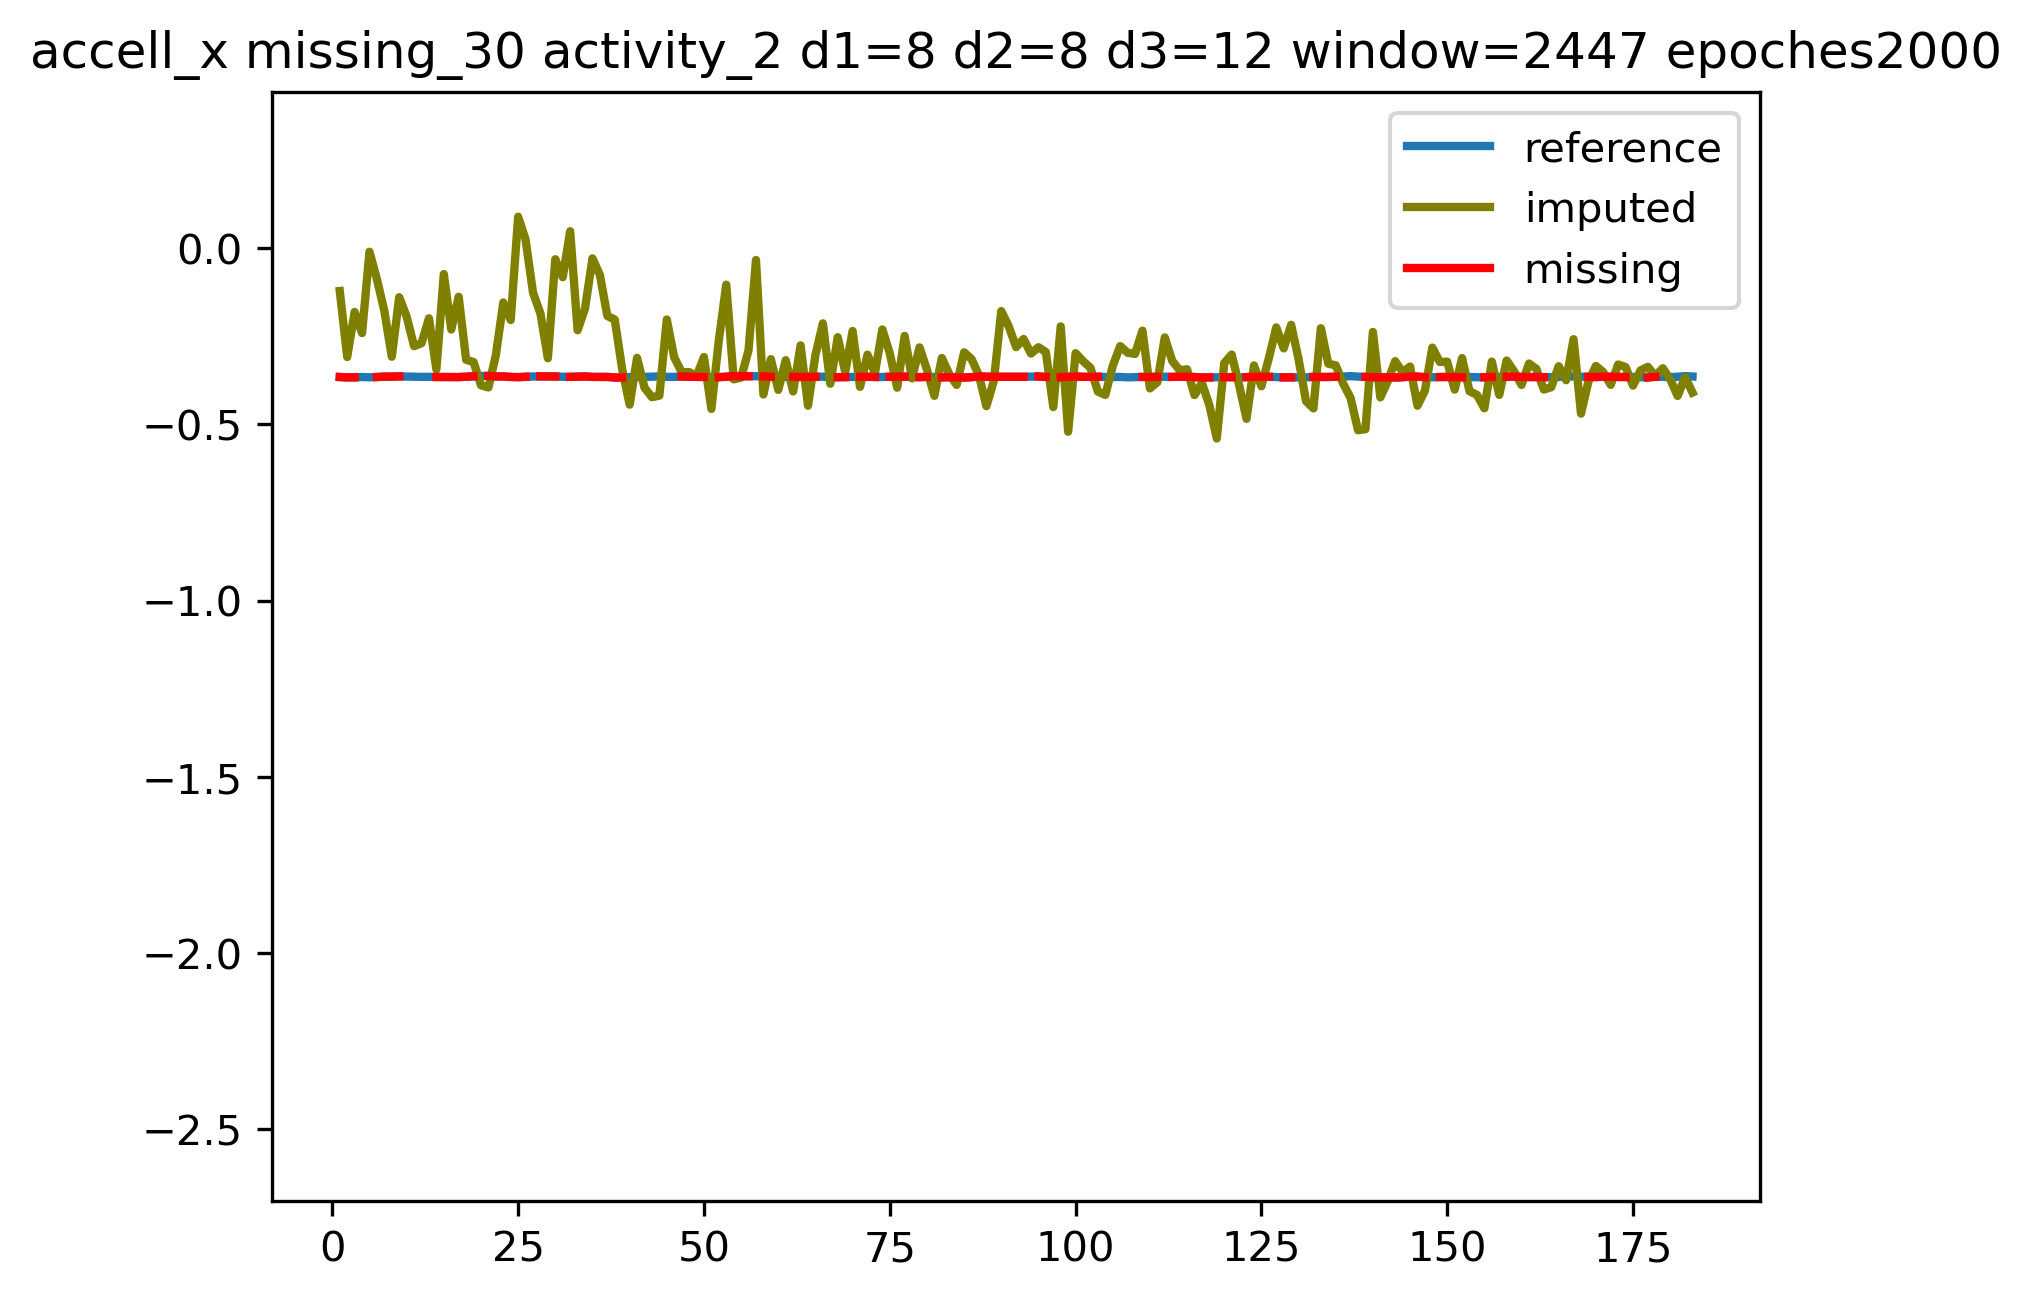 accell_x missing_30 activity_2 d1=8 d2=8 d3=12 window=2447 epoches2000
reference
imputed
missing
0.0
−0.5
−1.0
−1.5
−2.0
−2.5
0 25 50 75 100 125 150 175